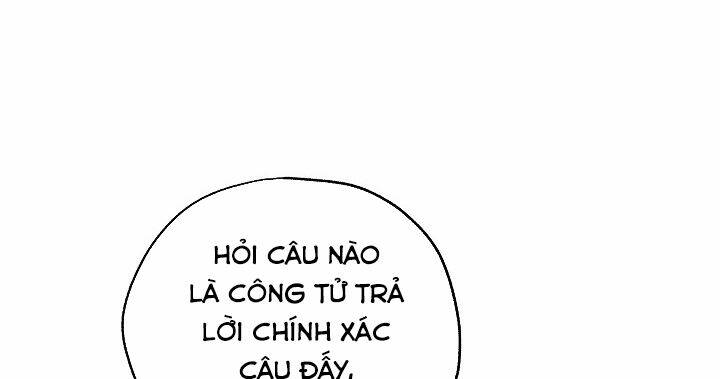 HỎI CÂU NÀO
LÀ CÔNG TỬ TRẢ
LỜI CHÍNH XÁC
CÂU ĐẤY,